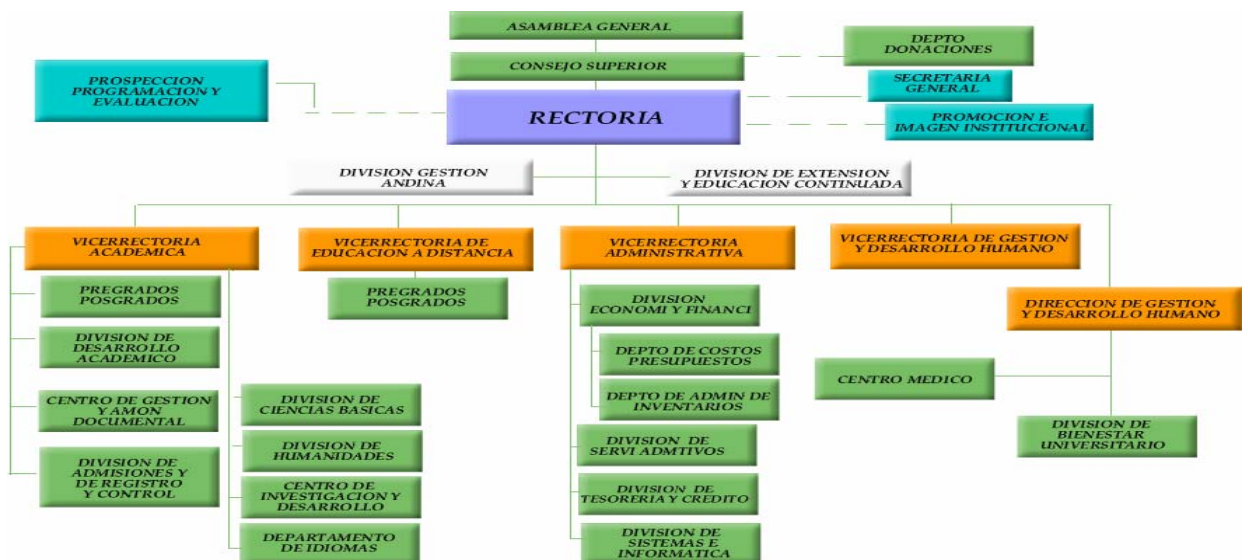 ASAMBLEA GENERAL
DEPTO
DONACIONES
CONSEJO SUPERIOR
PROSPECCION
PROGRAMACION Y
EVALUACION
SECRETARIA
GENERAL
RECTORIA
PROMOCION E
IMAGEN INSTITUCIONAL
DIVISION GESTION
ANDINA
DIVISION DE EXTENSION
Y EDUCACION CONTINUADA
VICERRECTORIA
ACADEMICA
VICERRECTORIA DE
EDUCACION A DISTANCIA
VICERRECTORIA
ADMINISTRATIVA
VICERRECTORIA DE GESTION
Y DESARROLLO HUMANO
PREGRADOS
POSGRADOS
DIVISION DE
DESARROLLO
ACADEMICO
CENTRO DE GESTION
Y AMON
DOCUMENTAL
DIVISION DE
ADMISIONES Y
DE REGISTRO
Y CONTROL
DIVISION DE
CIENCIAS BASICAS
DIVISION DE
HUMANIDADES
CENTRO DE
INVESTIGACION Y
DESARROLLO
DEPARTAMENTO
DE IDIOMAS
PREGRADOS
POSGRADOS
DIVISION
ECONOMI Y FINANCI
DEPTO DE COSTOS
PRESUPUESTOS
DEPTO DE ADMIN DE
INVENTARIOS
DIVISION DE
SERVI ADMTIVOS
DIVISION DE
TESORERIA Y CREDITO
DIVISION DE
SISTEMAS E
INFORMATICA
DIRECCION DE GESTION
Y DESARROLLO HUMANO
CENTRO MEDICO
DIVISION DE
BIENESTAR
UNIVERSITARIO